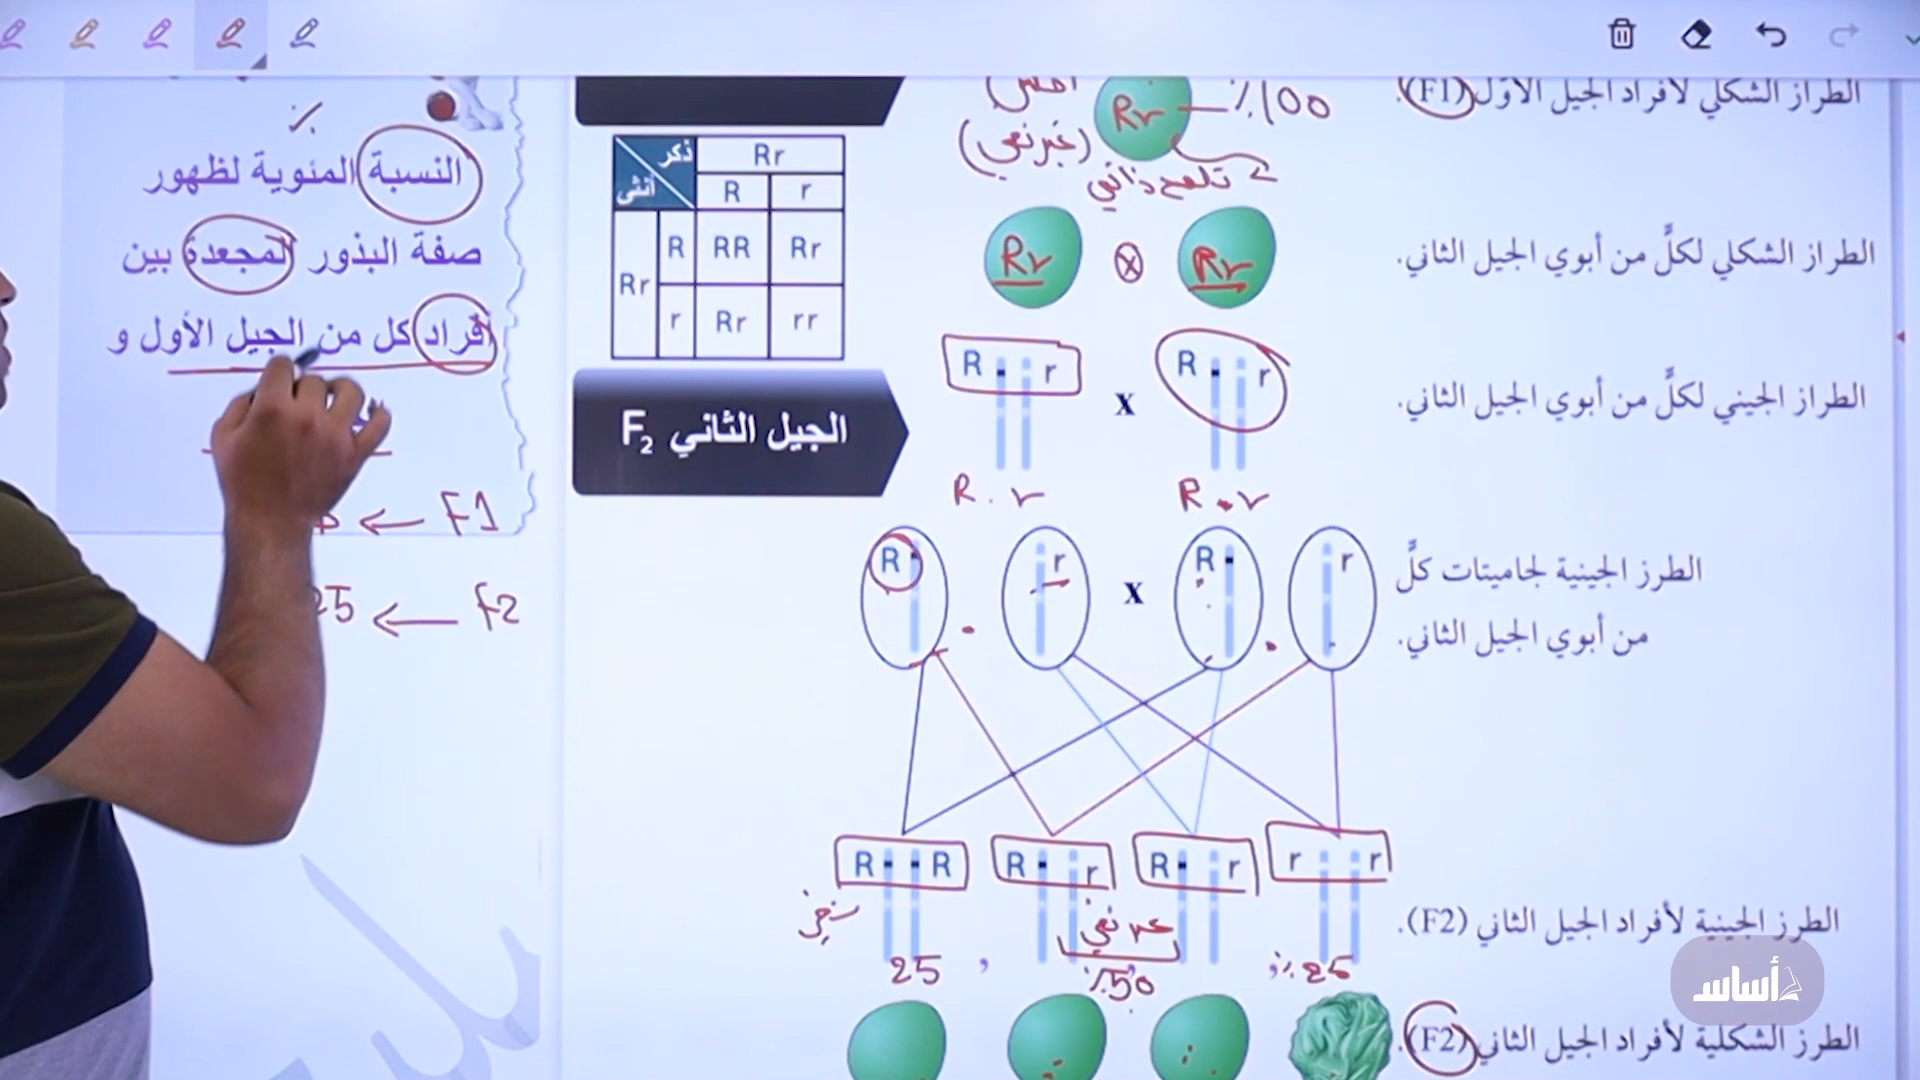 الطراز الشكلي لأفراد الجيل الأول (F1).
Rr
%100
أملس
(غير نقي)
تلقيح ذاتي
الطراز الشكلي لكلٍّ من أبوي الجيل الثاني.
Rr
Rr
الطراز الجيني لكلٍّ من أبوي الجيل الثاني.
R r x R r
R . r
R . r
الطرز الجينية لجاميتات كلٍّ
من أبوي الجيل الثاني.
R r x R r
R R
R r
R r
r r
الطرز الجينية لأفراد الجيل الثاني (F2).
غير نقي
25 , %50 , %25
الطرز الشكلية لأفراد الجيل الثاني (F2).
ذكر
أنثى
Rr
R r
Rr
R RR Rr
r Rr rr
الجيل الثاني F2
%
النسبة المئوية لظهور
صفة البذور المجعدة بين
أفراد كل من الجيل الأول و
← F1
25 ← F2
أساس